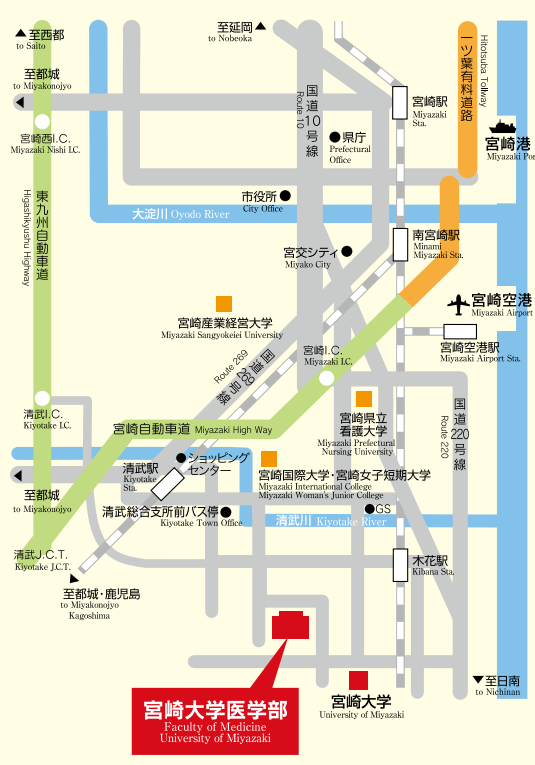 至西都
to Saito
至延岡
to Nobeoka
一ツ葉有料道路
Hitotsuba Tollway
至都城
to Miyakonojyo
国道10号線
Route 10
宮崎駅
Miyazaki
Sta.
宮崎西I.C.
Miyazaki Nishi I.C.
県庁
Prefectural
Office
宮崎港
Miyazaki Por
東九州自動車道
Higashikyushu Highway
市役所
City Office
大淀川 Oyodo River
南宮崎駅
Minami
Miyazaki Sta.
宮交シティ
Miyako City
宮崎空港
Miyazaki Airport
宮崎産業経営大学
Miyazaki Sangyokeiei University
宮崎空港駅
Miyazaki Airport Sta.
宮崎I.C.
Miyazaki I.C.
国道269号線
Route 269
清武I.C.
Kiyotake I.C.
宮崎自動車道 Miyazaki High Way
宮崎県立
看護大学
Miyazaki Prefectural
Nursing University
国道220号線
Route 220
ショッピング
センター
清武駅
Kiyotake
Sta.
宮崎国際大学・宮崎女子短期大学
Miyazaki International College
Miyazaki Woman's Junior College
至都城
to Miyakonojyo
清武総合支所前バス停
Kiyotake Town Office
GS
清武川 Kiyotake River
清武J.C.T.
Kiyotake J.C.T.
木花駅
Kibana Sta.
至都城・鹿児島
to Miyakonojyo
Kagoshima
至日南
to Nichinan
宮崎大学
University of Miyazaki
宮崎大学医学部
Faculty of Medicine
University of Miyazaki